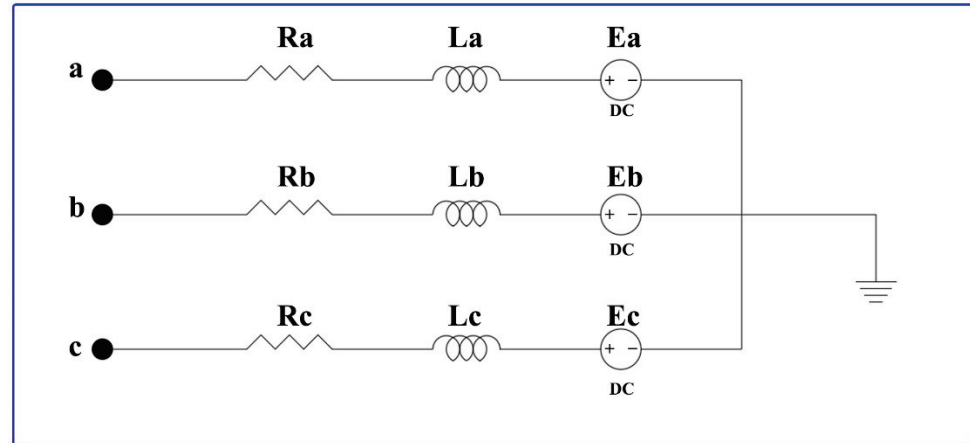 Ra La Ea
a
+ −
DC
Rb Lb Eb
b
+ −
DC
Rc Lc Ec
c
+ −
DC